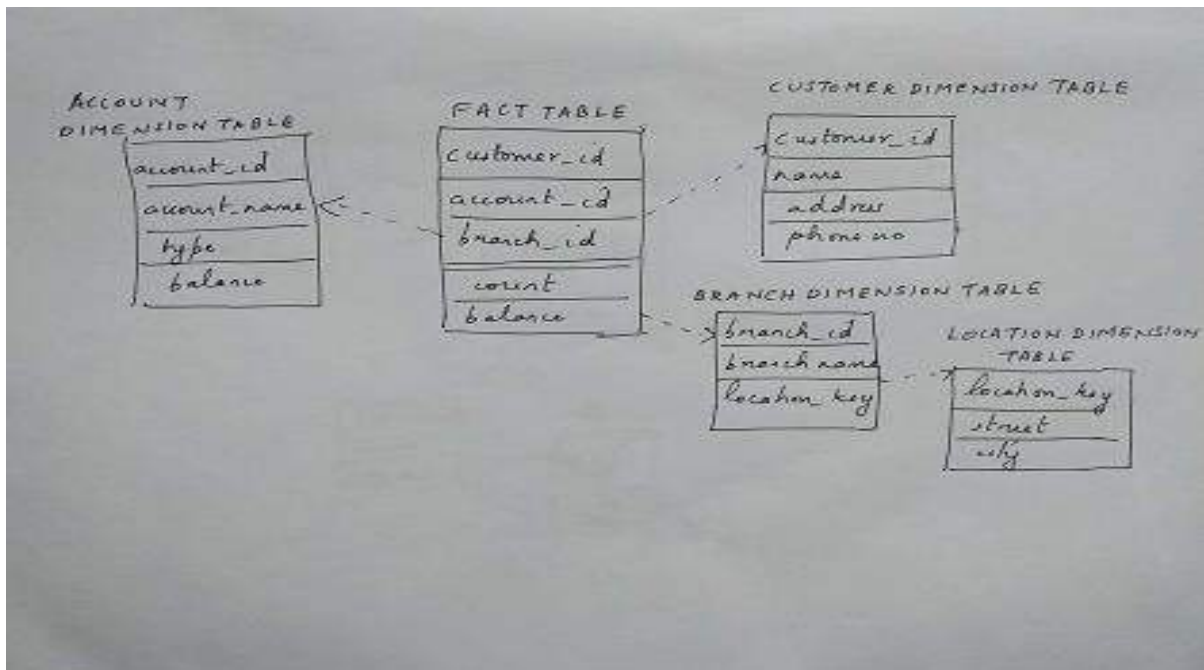 ACCOUNT
DIMENSION TABLE
account_id
account_name
type
balance
FACT TABLE
customer_id
account_id
branch_id
count
balance
CUSTOMER DIMENSION TABLE
customer_id
name
address
phone no
BRANCH DIMENSION TABLE
branch_id
branch name
location_key
LOCATION DIMENSION
TABLE
location_key
street
city